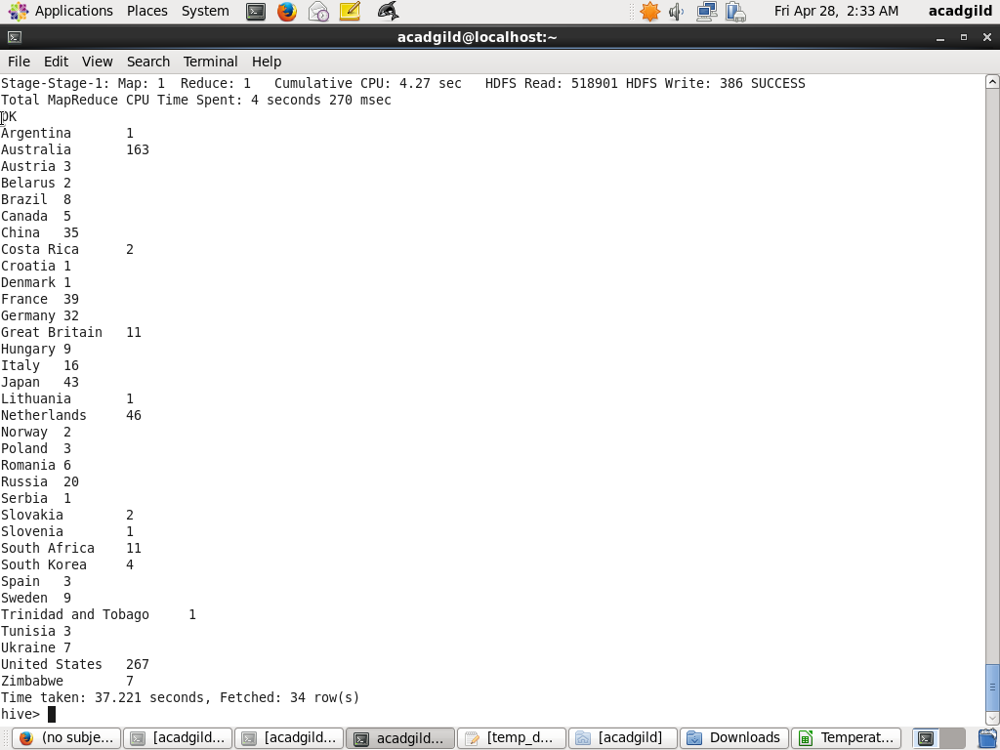 Applications Places System Fri Apr 28, 2:33 AM acadgild
acadgild@localhost:~
File Edit View Search Terminal Help
Stage-Stage-1: Map: 1  Reduce: 1   Cumulative CPU: 4.27 sec   HDFS Read: 518901 HDFS Write: 386 SUCCESS
Total MapReduce CPU Time Spent: 4 seconds 270 msec
OK
Argentina	1
Australia	163
Austria	3
Belarus	2
Brazil	8
Canada	5
China	35
Costa Rica	2
Croatia	1
Denmark	1
France	39
Germany	32
Great Britain	11
Hungary	9
Italy	16
Japan	43
Lithuania	1
Netherlands	46
Norway	2
Poland	3
Romania	6
Russia	20
Serbia	1
Slovakia	2
Slovenia	1
South Africa	11
South Korea	4
Spain	3
Sweden	9
Trinidad and Tobago	1
Tunisia	3
Ukraine	7
United States	267
Zimbabwe	7
Time taken: 37.221 seconds, Fetched: 34 row(s)
hive>
(no subje... [acadgild... [acadgild... acadgild... [temp_d... [acadgild] Downloads Temperat...